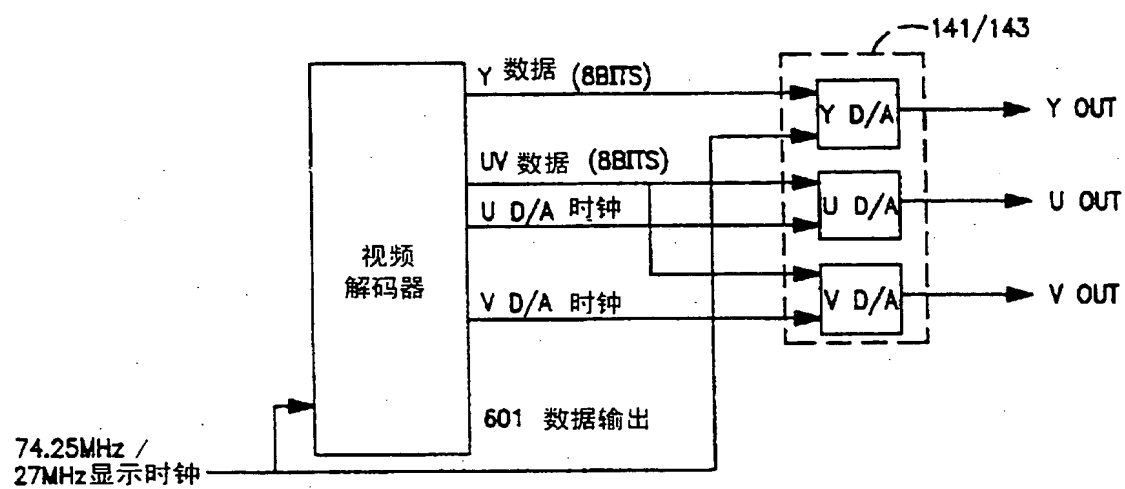 141/143
Y 数据 (8BITS)
Y D/A
Y OUT
UV 数据 (8BITS)
U D/A 时钟
U D/A
U OUT
视频
解码器
V D/A 时钟
V D/A
V OUT
601 数据输出
74.25MHz /
27MHz显示时钟